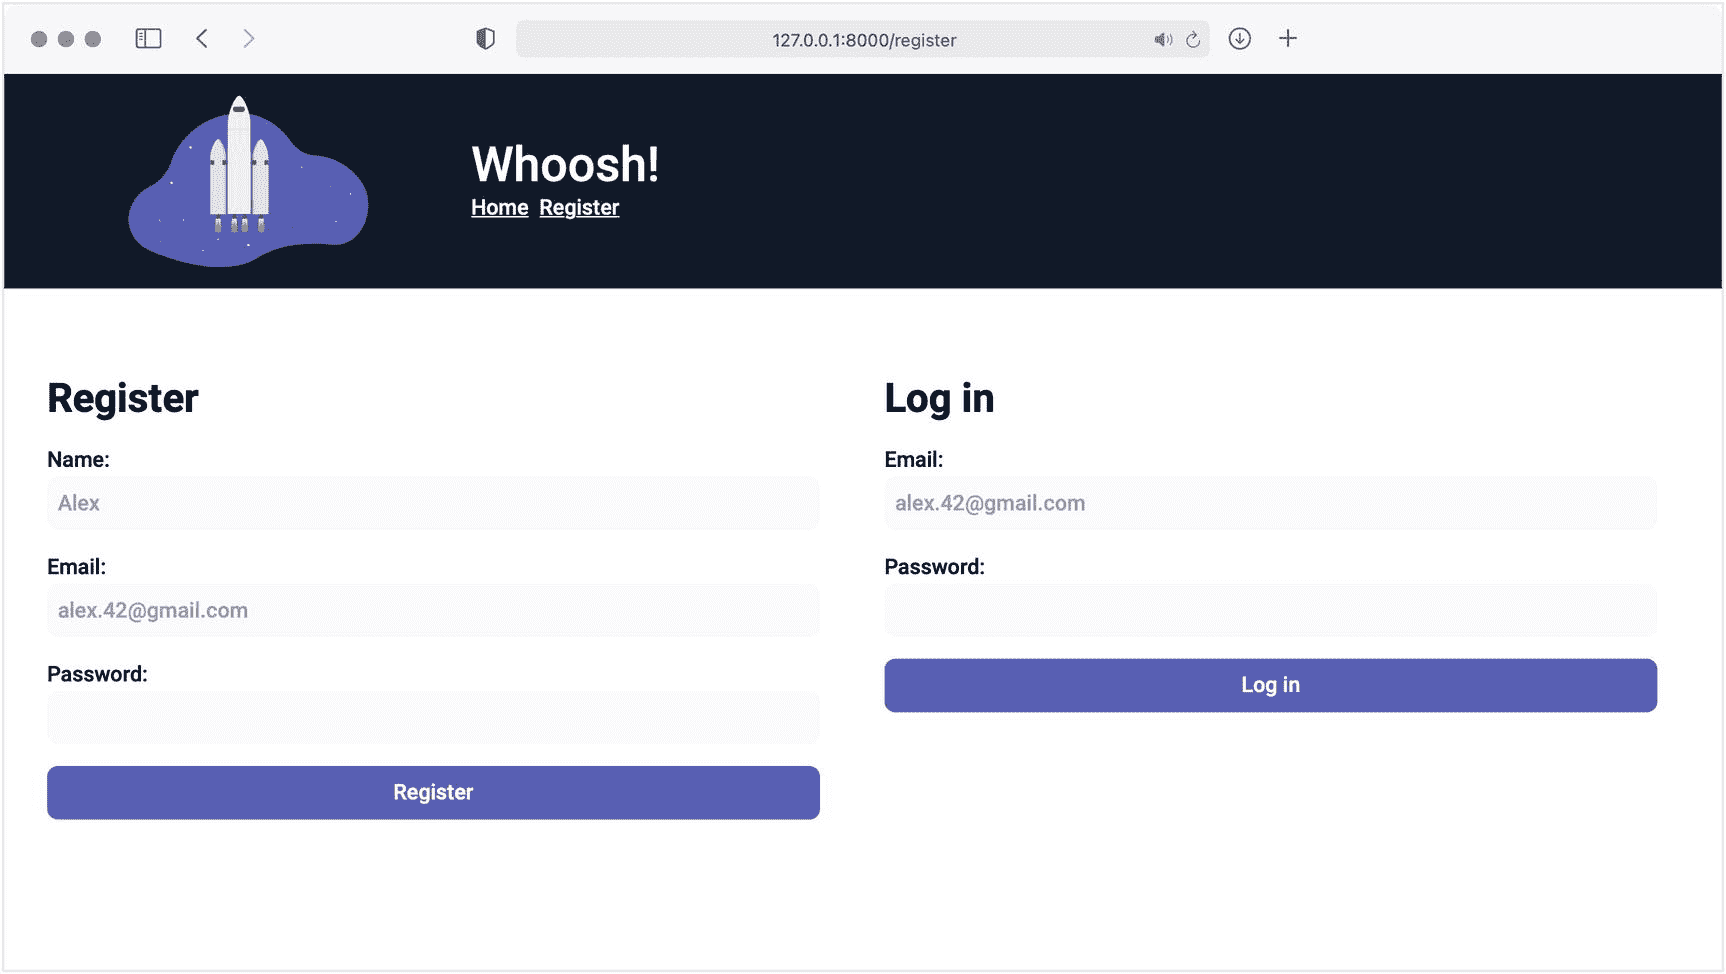 127.0.0.1:8000/register
Whoosh!
Home Register
Register
Name:
Alex
Email:
alex.42@gmail.com
Password:
Register
Log in
Email:
alex.42@gmail.com
Password:
Log in